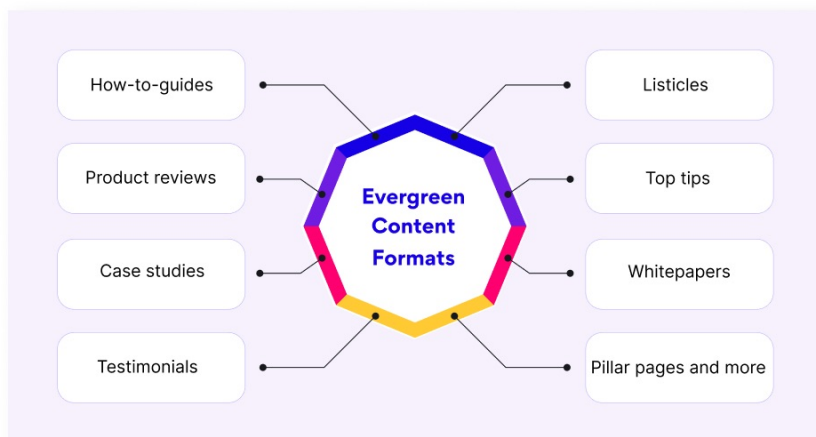 How-to-guides
Product reviews
Case studies
Testimonials
Evergreen
Content
Formats
Listicles
Top tips
Whitepapers
Pillar pages and more